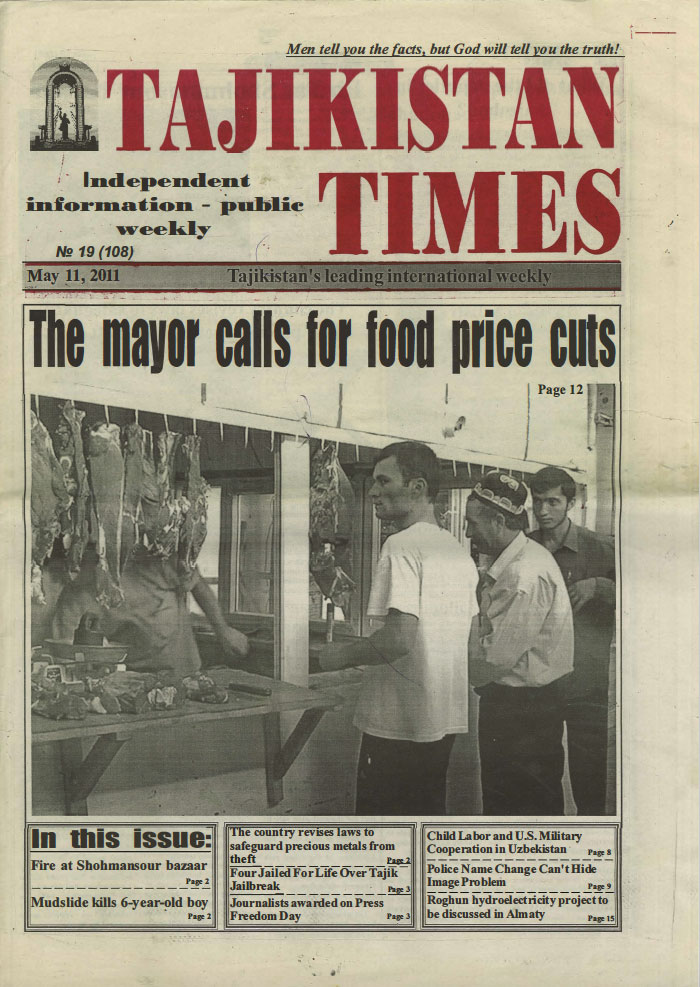 Men tell you the facts, but God will tell you the truth!
TAJIKISTAN
TIMES
Independent
information - public
weekly
№ 19 (108)
May 11, 2011
Tajikistan's leading international weekly
The mayor calls for food price cuts
Page 12
In this issue:
Fire at Shohmansour bazaar
Page 2
Mudslide kills 6-year-old boy
Page 2
The country revises laws to
safeguard precious metals from
theft
Page 2
Four Jailed For Life Over Tajik
Jailbreak
Page 3
Journalists awarded on Press
Freedom Day
Page 3
Child Labor and U.S. Military
Cooperation in Uzbekistan
Page 8
Police Name Change Can't Hide
Image Problem
Page 9
Roghun hydroelectricity project to
be discussed in Almaty
Page 15